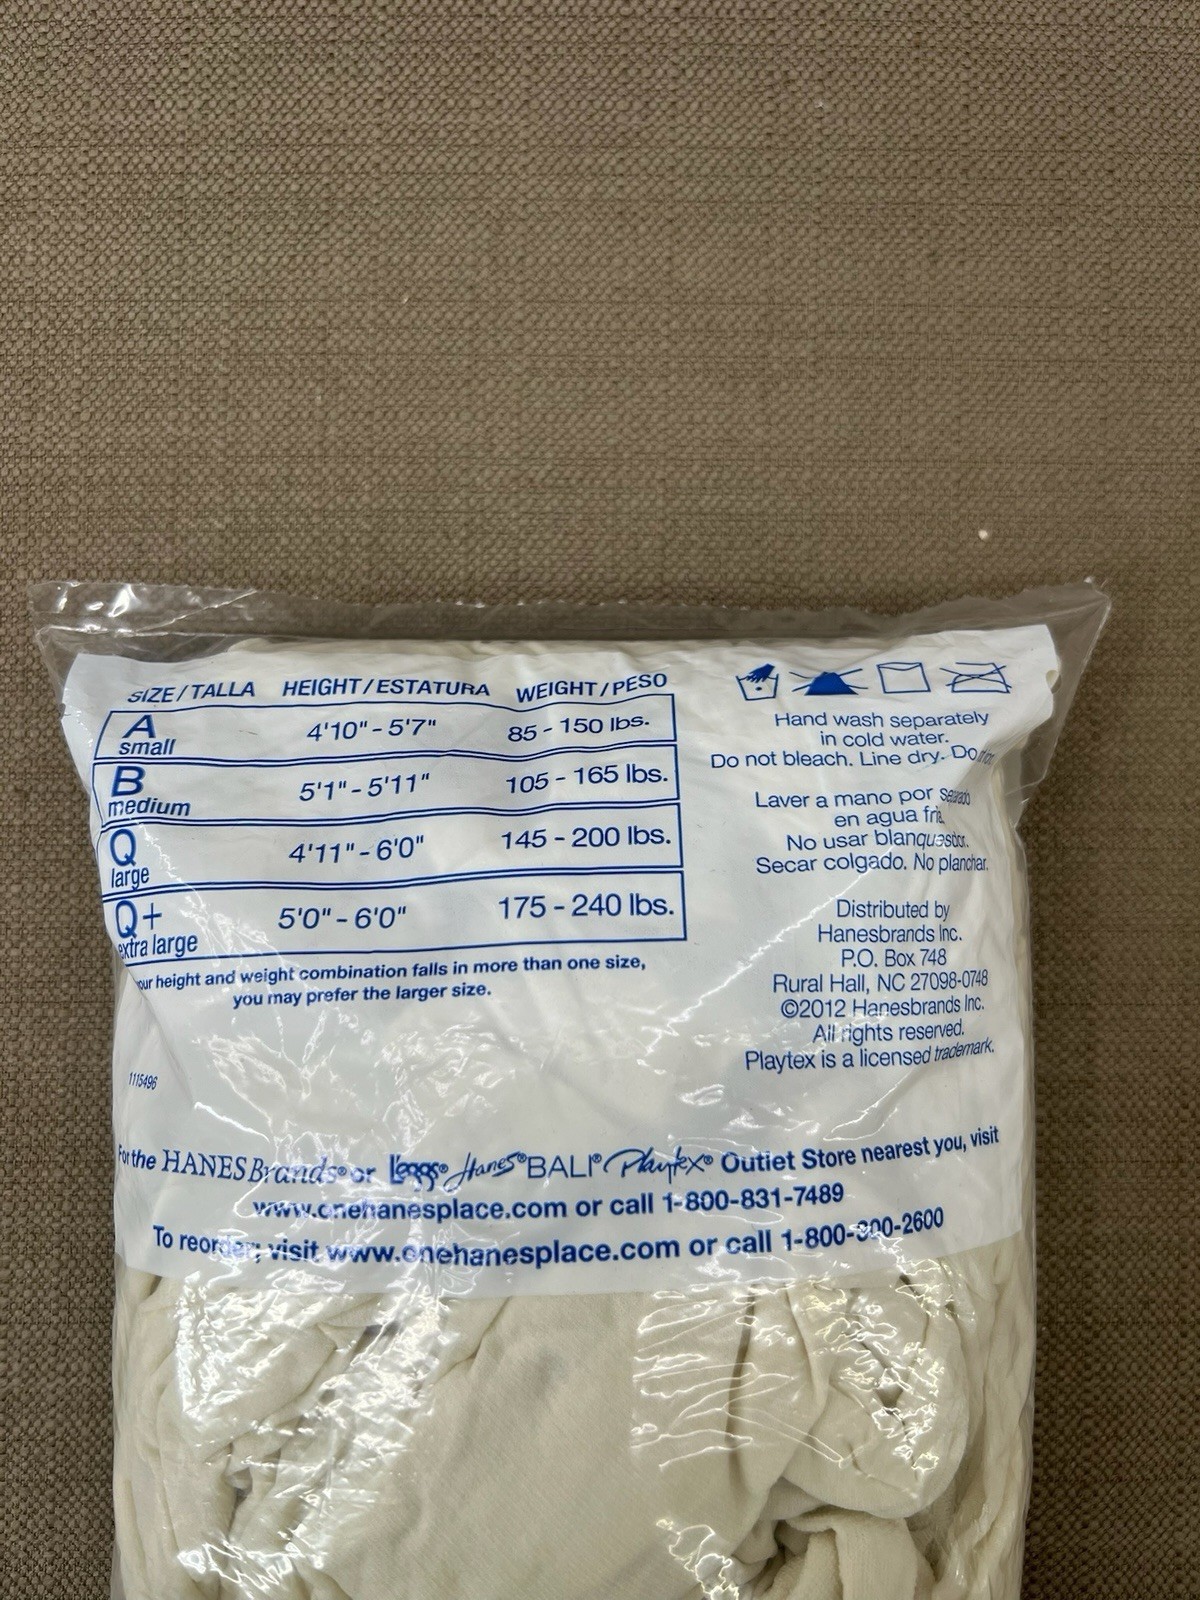 SIZE/TALLA HEIGHT/ESTATURA WEIGHT/PESO
A small 4'10" - 5'7" 85 - 150 lbs.
B medium 5'1" - 5'11" 105 - 165 lbs.
Q large 4'11" - 6'0" 145 - 200 lbs.
Q+ extra large 5'0" - 6'0" 175 - 240 lbs.
your height and weight combination falls in more than one size,
you may prefer the larger size.
1115496
Hand wash separately
in cold water.
Do not bleach. Line dry. Do not
Laver a mano por separado
en agua fria.
No usar blanqueador.
Secar colgado. No planchar.
Distributed by
Hanesbrands Inc.
P.O. Box 748
Rural Hall, NC 27098-0748
©2012 Hanesbrands Inc.
All rights reserved.
Playtex is a licensed trademark.
For the HANESBrands® or L'eggs® Hanes® BALI® Playtex® Outlet Store nearest you, visit
www.onehanesplace.com or call 1-800-831-7489
To reorder; visit www.onehanesplace.com or call 1-800-300-2600